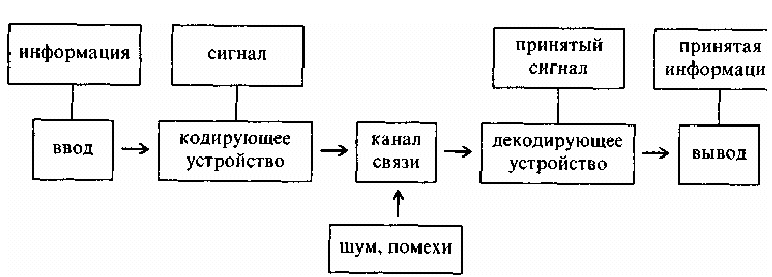 информация
сигнал
принятый
сигнал
принятая
информаци
ввод
кодирующее
устройство
канал
связи
декодирующее
устройство
вывод
шум, помехи